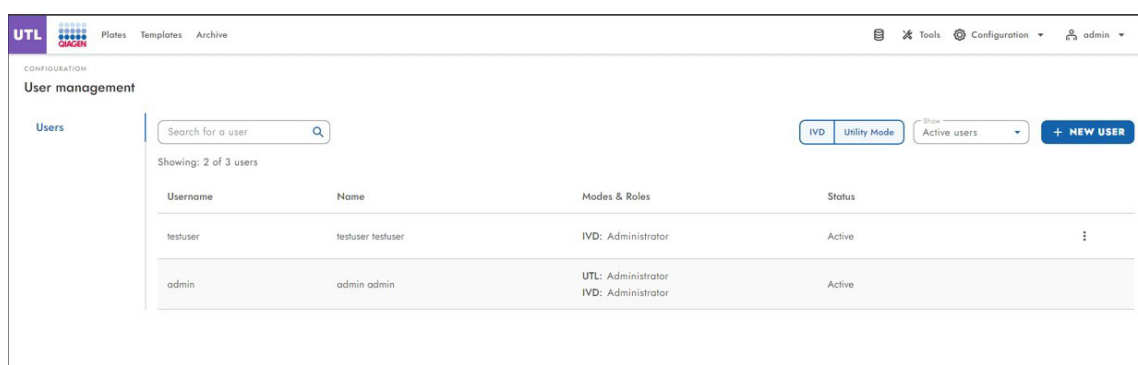 UTL QIAGEN Plates Templates Archive Tools Configuration admin
CONFIGURATION
User management
Users
Search for a user
IVD Utility Mode
Show
Active users
+ NEW USER
Showing: 2 of 3 users
Username Name Modes & Roles Status
testuser testuser testuser IVD: Administrator Active
admin admin admin UTL: Administrator Active
IVD: Administrator